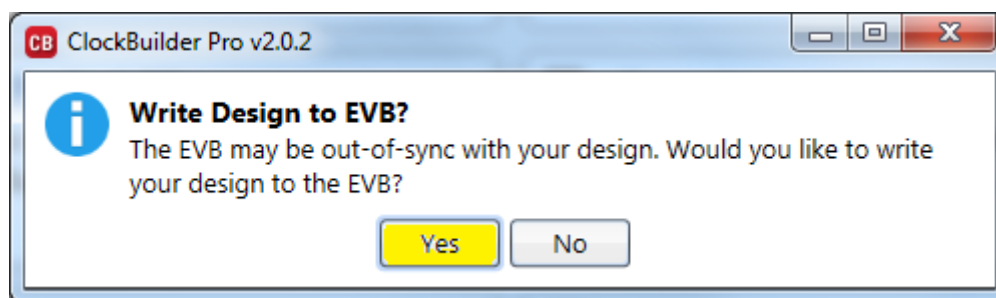 CB ClockBuilder Pro v2.0.2
Write Design to EVB?
The EVB may be out-of-sync with your design. Would you like to write
your design to the EVB?
Yes No